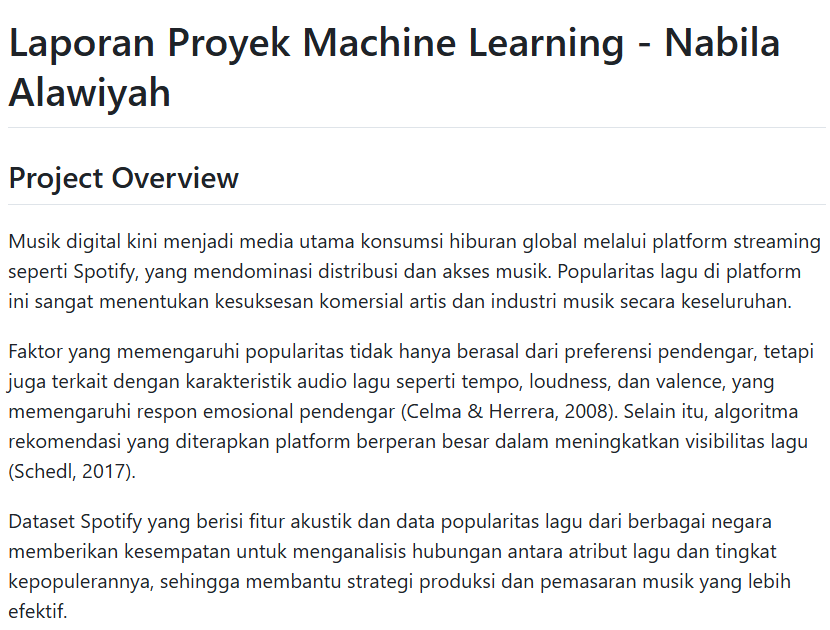 Laporan Proyek Machine Learning - Nabila
Alawiyah
Project Overview
Musik digital kini menjadi media utama konsumsi hiburan global melalui platform streaming
seperti Spotify, yang mendominasi distribusi dan akses musik. Popularitas lagu di platform
ini sangat menentukan kesuksesan komersial artis dan industri musik secara keseluruhan.
Faktor yang memengaruhi popularitas tidak hanya berasal dari preferensi pendengar, tetapi
juga terkait dengan karakteristik audio lagu seperti tempo, loudness, dan valence, yang
memengaruhi respon emosional pendengar (Celma & Herrera, 2008). Selain itu, algoritma
rekomendasi yang diterapkan platform berperan besar dalam meningkatkan visibilitas lagu
(Schedl, 2017).
Dataset Spotify yang berisi fitur akustik dan data popularitas lagu dari berbagai negara
memberikan kesempatan untuk menganalisis hubungan antara atribut lagu dan tingkat
kepopulerannya, sehingga membantu strategi produksi dan pemasaran musik yang lebih
efektif.